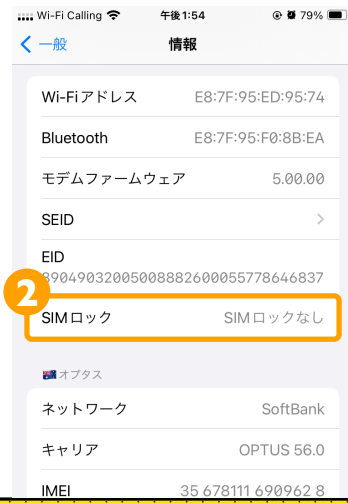 Wi-Fi Calling 午後1:54 79%
一般 情報
Wi-Fiアドレス E8:7F:95:ED:95:74
Bluetooth E8:7F:95:F0:8B:EA
モデムファームウェア 5.00.00
SEID
EID
89049032005008882600055778646837
2
SIMロック SIMロックなし
オプタス
ネットワーク SoftBank
キャリア OPTUS 56.0
IMEI 35 678111 690962 8